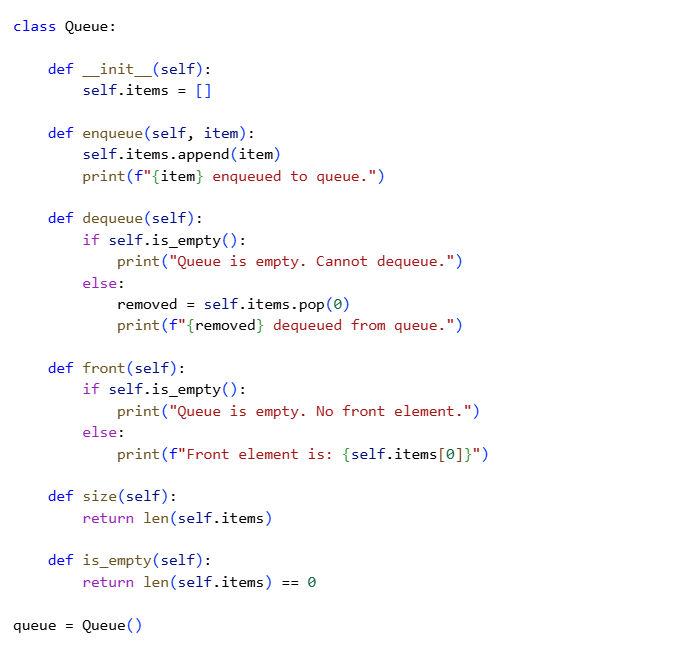 class Queue:
    def __init__(self):
        self.items = []
    def enqueue(self, item):
        self.items.append(item)
        print(f"{item} enqueued to queue.")
    def dequeue(self):
        if self.is_empty():
            print("Queue is empty. Cannot dequeue.")
        else:
            removed = self.items.pop(0)
            print(f"{removed} dequeued from queue.")
    def front(self):
        if self.is_empty():
            print("Queue is empty. No front element.")
        else:
            print(f"Front element is: {self.items[0]}")
    def size(self):
        return len(self.items)
    def is_empty(self):
        return len(self.items) == 0
queue = Queue()